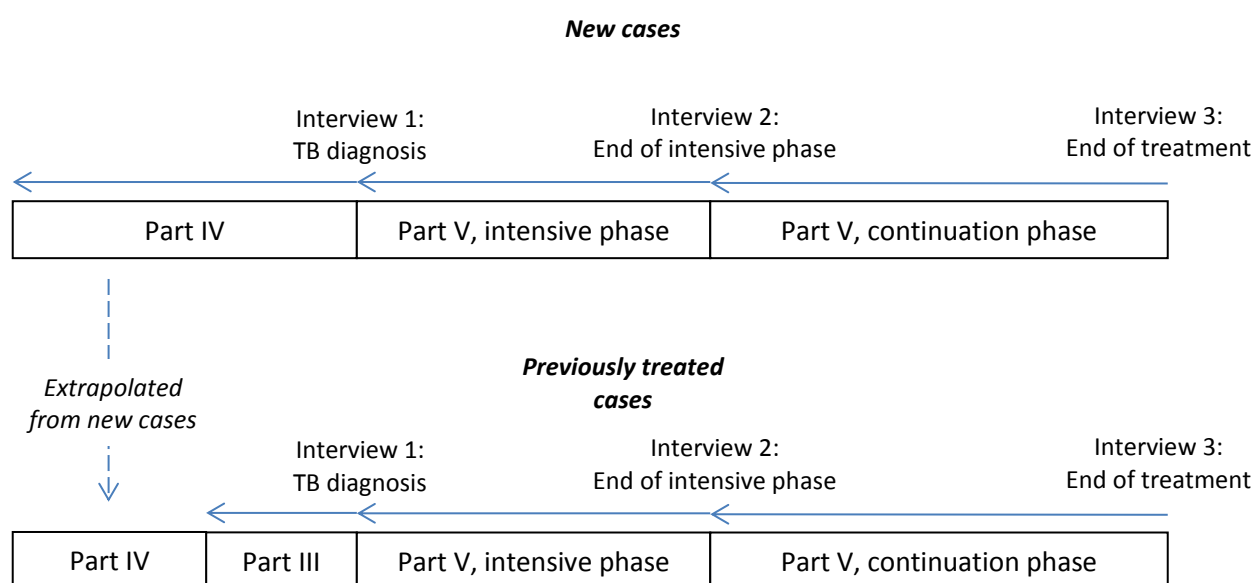 New cases
Interview 1:
TB diagnosis
Interview 2:
End of intensive phase
Interview 3:
End of treatment
Part IV
Part V, intensive phase
Part V, continuation phase
Extrapolated
from new cases
Previously treated
cases
Interview 1:
TB diagnosis
Interview 2:
End of intensive phase
Interview 3:
End of treatment
Part IV
Part III
Part V, intensive phase
Part V, continuation phase